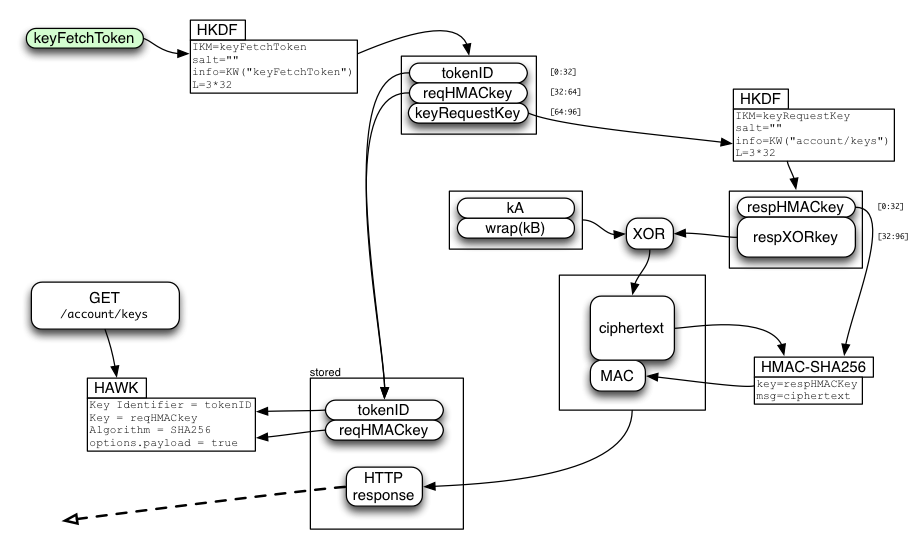 keyFetchToken
HKDF
IKM=keyFetchToken
salt=""
info=KW("keyFetchToken")
L=3*32
tokenID
[0:32]
reqHMACkey
[32:64]
keyRequestKey
[64:96]
HKDF
IKM=keyRequestKey
salt=""
info=KW("account/keys")
L=3*32
kA
wrap(kB)
XOR
respHMACkey
[0:32]
respXORkey
[32:96]
GET
/account/keys
ciphertext
MAC
HMAC-SHA256
key=respHMACKey
msg=ciphertext
HAWK
Key Identifier = tokenID
Key = reqHMACkey
Algorithm = SHA256
options.payload = true
stored
tokenID
reqHMACkey
HTTP
response